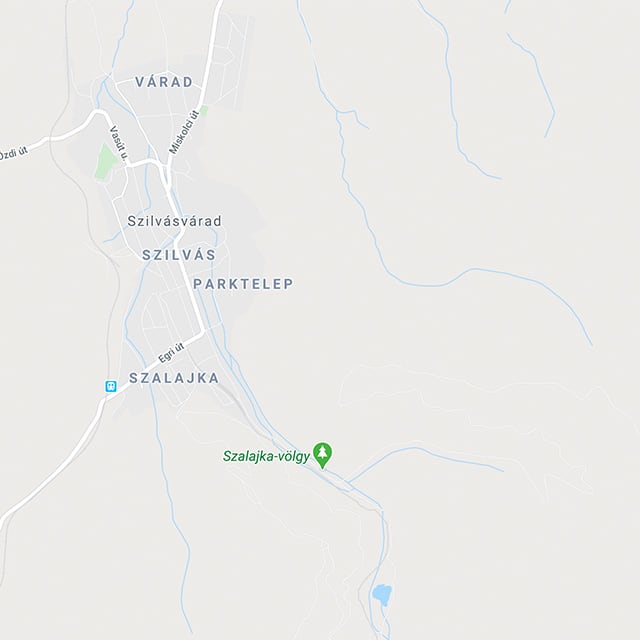 VÁRAD
Miskolci út
Vasút u.
Ózdi út
Szilvásvárad
SZILVÁS
PARKTELEP
Egri út
SZALAJKA
Szalajka-völgy